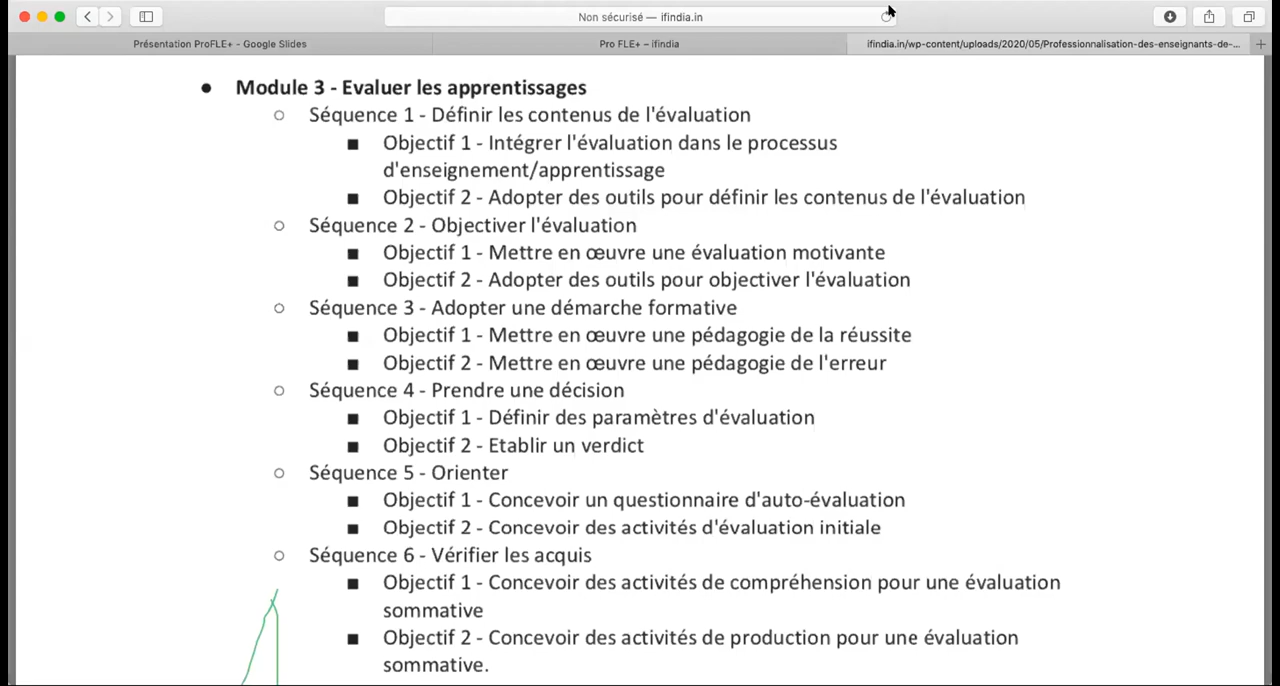 Non sécurisé — ifindia.in
Présentation ProFLE+ - Google Slides
Pro FLE+ – ifindia
ifindia.in/wp-content/uploads/2020/05/Professionnalisation-des-enseignants-de-...
● Module 3 - Evaluer les apprentissages
○ Séquence 1 - Définir les contenus de l'évaluation
■ Objectif 1 - Intégrer l'évaluation dans le processus
d'enseignement/apprentissage
■ Objectif 2 - Adopter des outils pour définir les contenus de l'évaluation
○ Séquence 2 - Objectiver l'évaluation
■ Objectif 1 - Mettre en œuvre une évaluation motivante
■ Objectif 2 - Adopter des outils pour objectiver l'évaluation
○ Séquence 3 - Adopter une démarche formative
■ Objectif 1 - Mettre en œuvre une pédagogie de la réussite
■ Objectif 2 - Mettre en œuvre une pédagogie de l'erreur
○ Séquence 4 - Prendre une décision
■ Objectif 1 - Définir des paramètres d'évaluation
■ Objectif 2 - Etablir un verdict
○ Séquence 5 - Orienter
■ Objectif 1 - Concevoir un questionnaire d'auto-évaluation
■ Objectif 2 - Concevoir des activités d'évaluation initiale
○ Séquence 6 - Vérifier les acquis
■ Objectif 1 - Concevoir des activités de compréhension pour une évaluation
sommative
■ Objectif 2 - Concevoir des activités de production pour une évaluation
sommative.